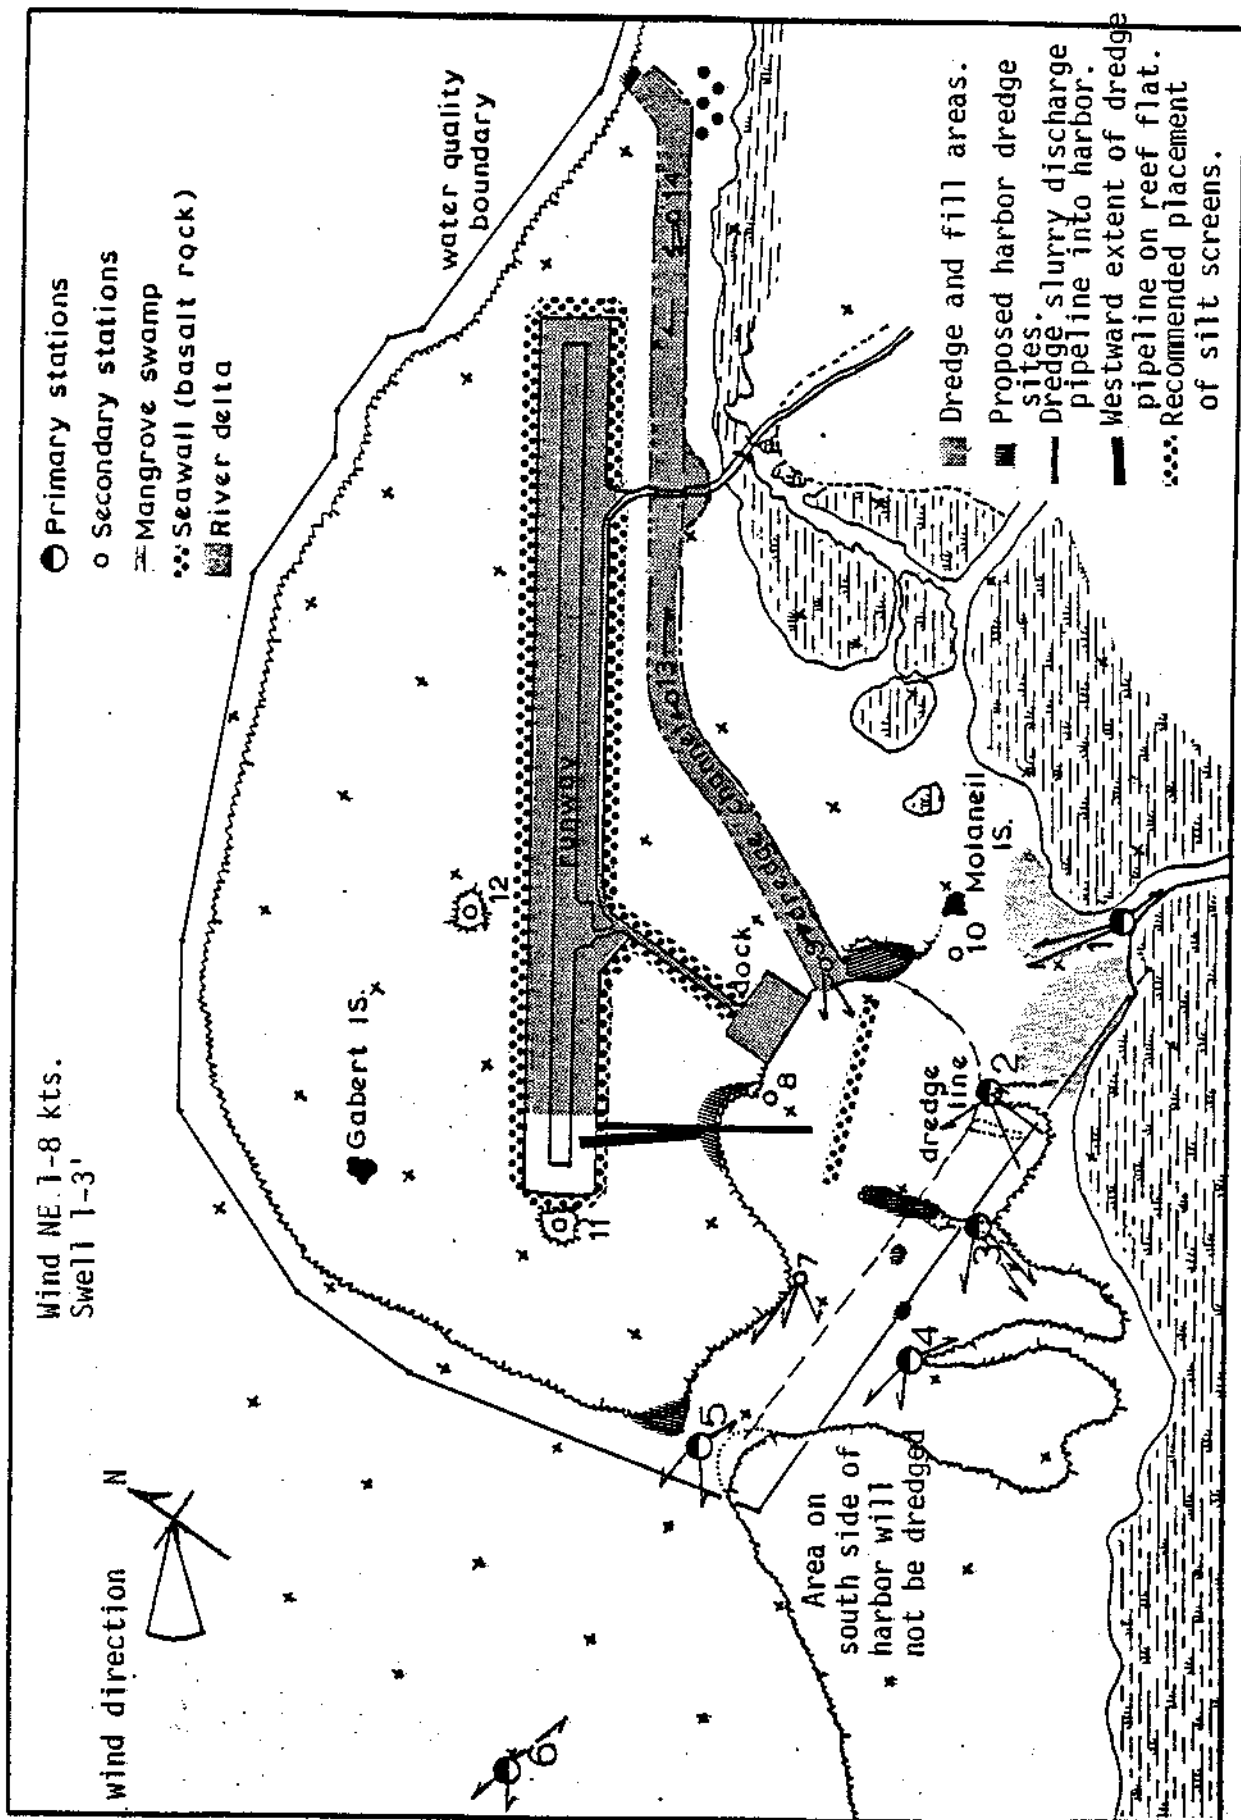 Wind NE 1-8 kts.
Swell 1-3'
wind direction
N
Primary stations
Secondary stations
Mangrove swamp
Seawall (basalt rock)
River delta
water quality
boundary
Gabert IS.
12
11
runway
dock
dredge channel
13
14
9
8
7
10
Molaneil
IS.
1
2
dredge
line
3
4
5
6
Area on
south side of
harbor will
not be dredged
Dredge and fill areas.
Proposed harbor dredge
sites.
Dredge slurry discharge
pipeline into harbor.
Westward extent of dredge
pipeline on reef flat.
Recommended placement
of silt screens.